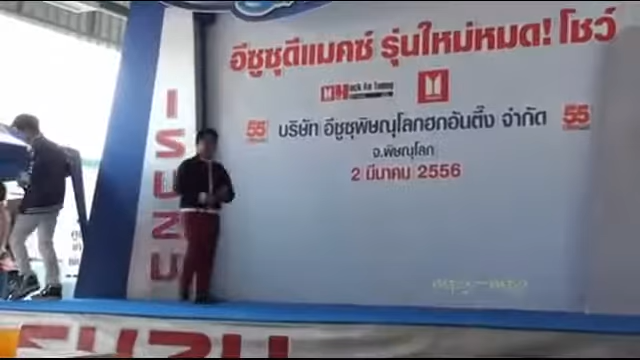 อีซูซุดีแมคซ์ รุ่นใหม่หมด! โชว์
55
บริษัท อีซูซุพิษณุโลกฮกอันตึ๊ง จำกัด
55
จ.พิษณุโลก
2 มีนาคม 2556
ISUZU
ISUZU